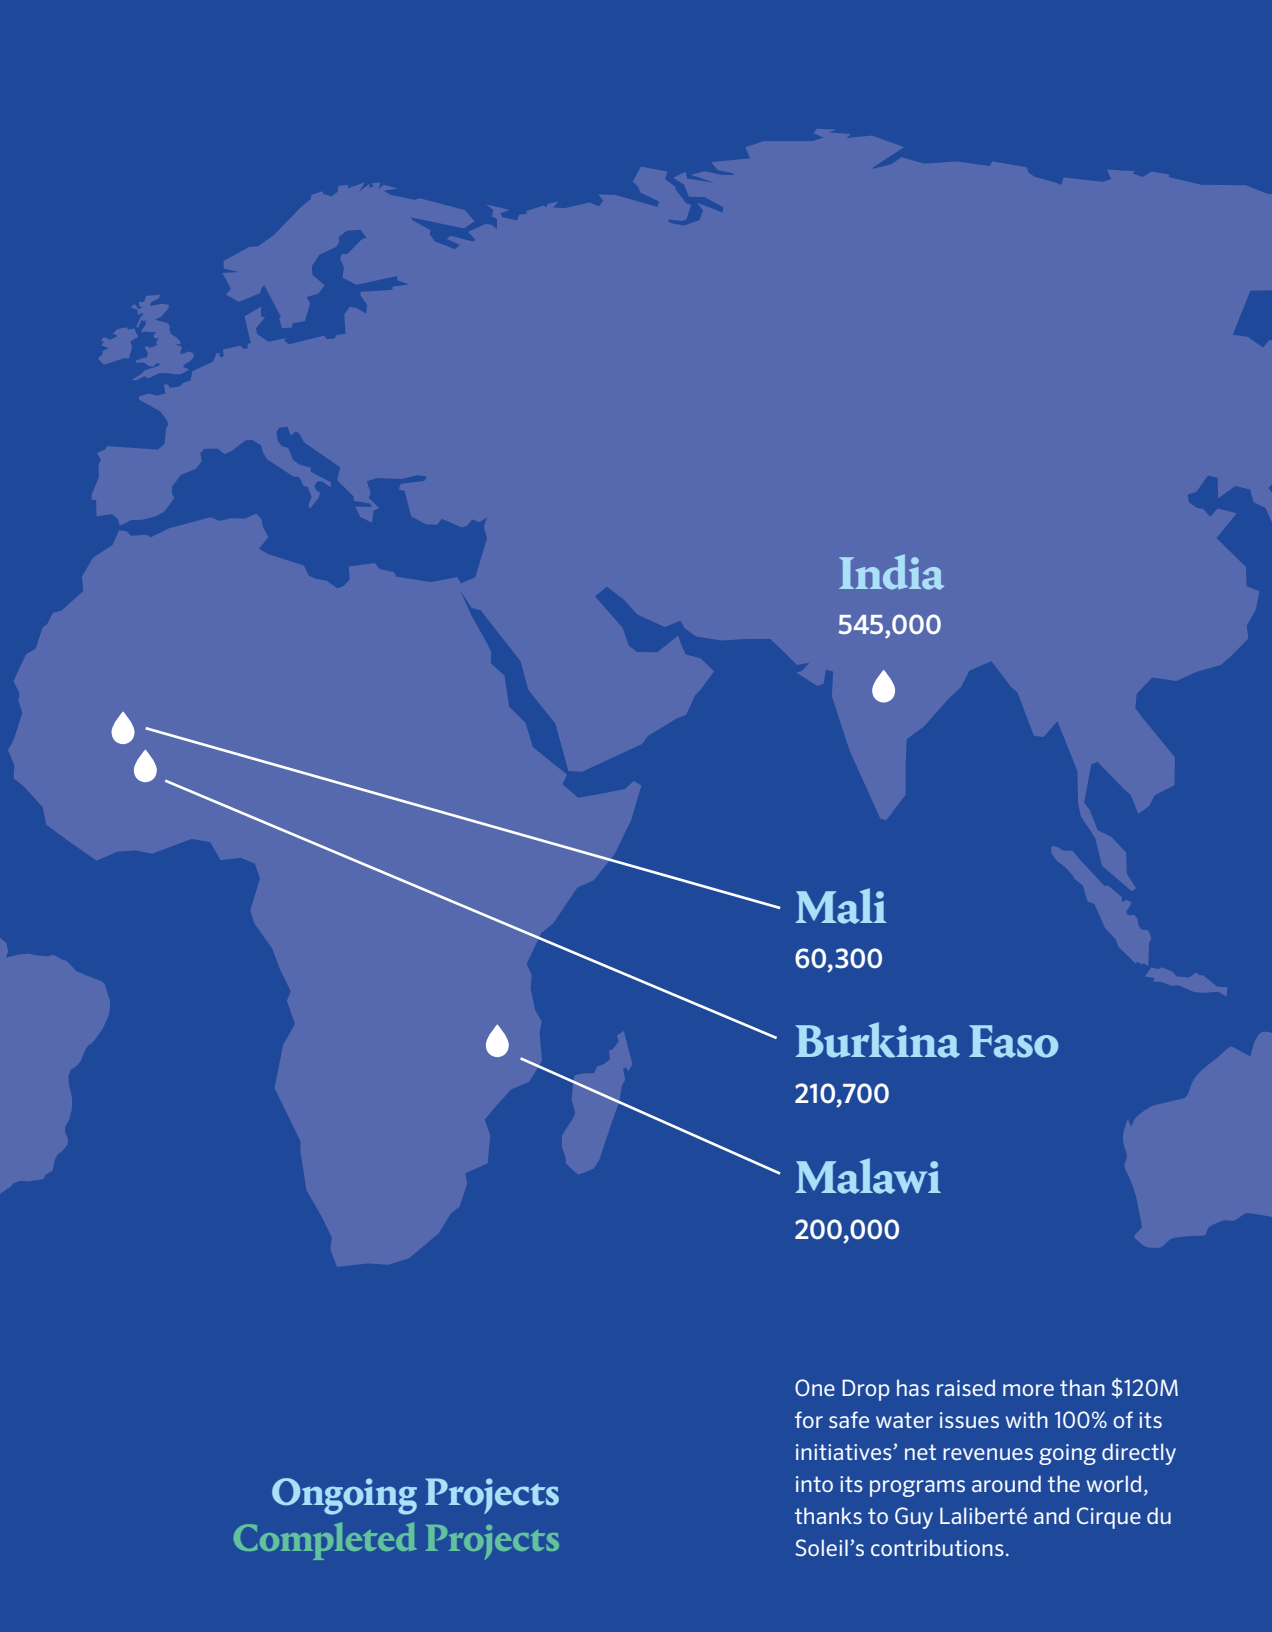 India
545,000
Mali
60,300
Burkina Faso
210,700
Malawi
200,000
One Drop has raised more than $120M
for safe water issues with 100% of its
initiatives’ net revenues going directly
into its programs around the world,
thanks to Guy Laliberté and Cirque du
Soleil’s contributions.
Ongoing Projects
Completed Projects